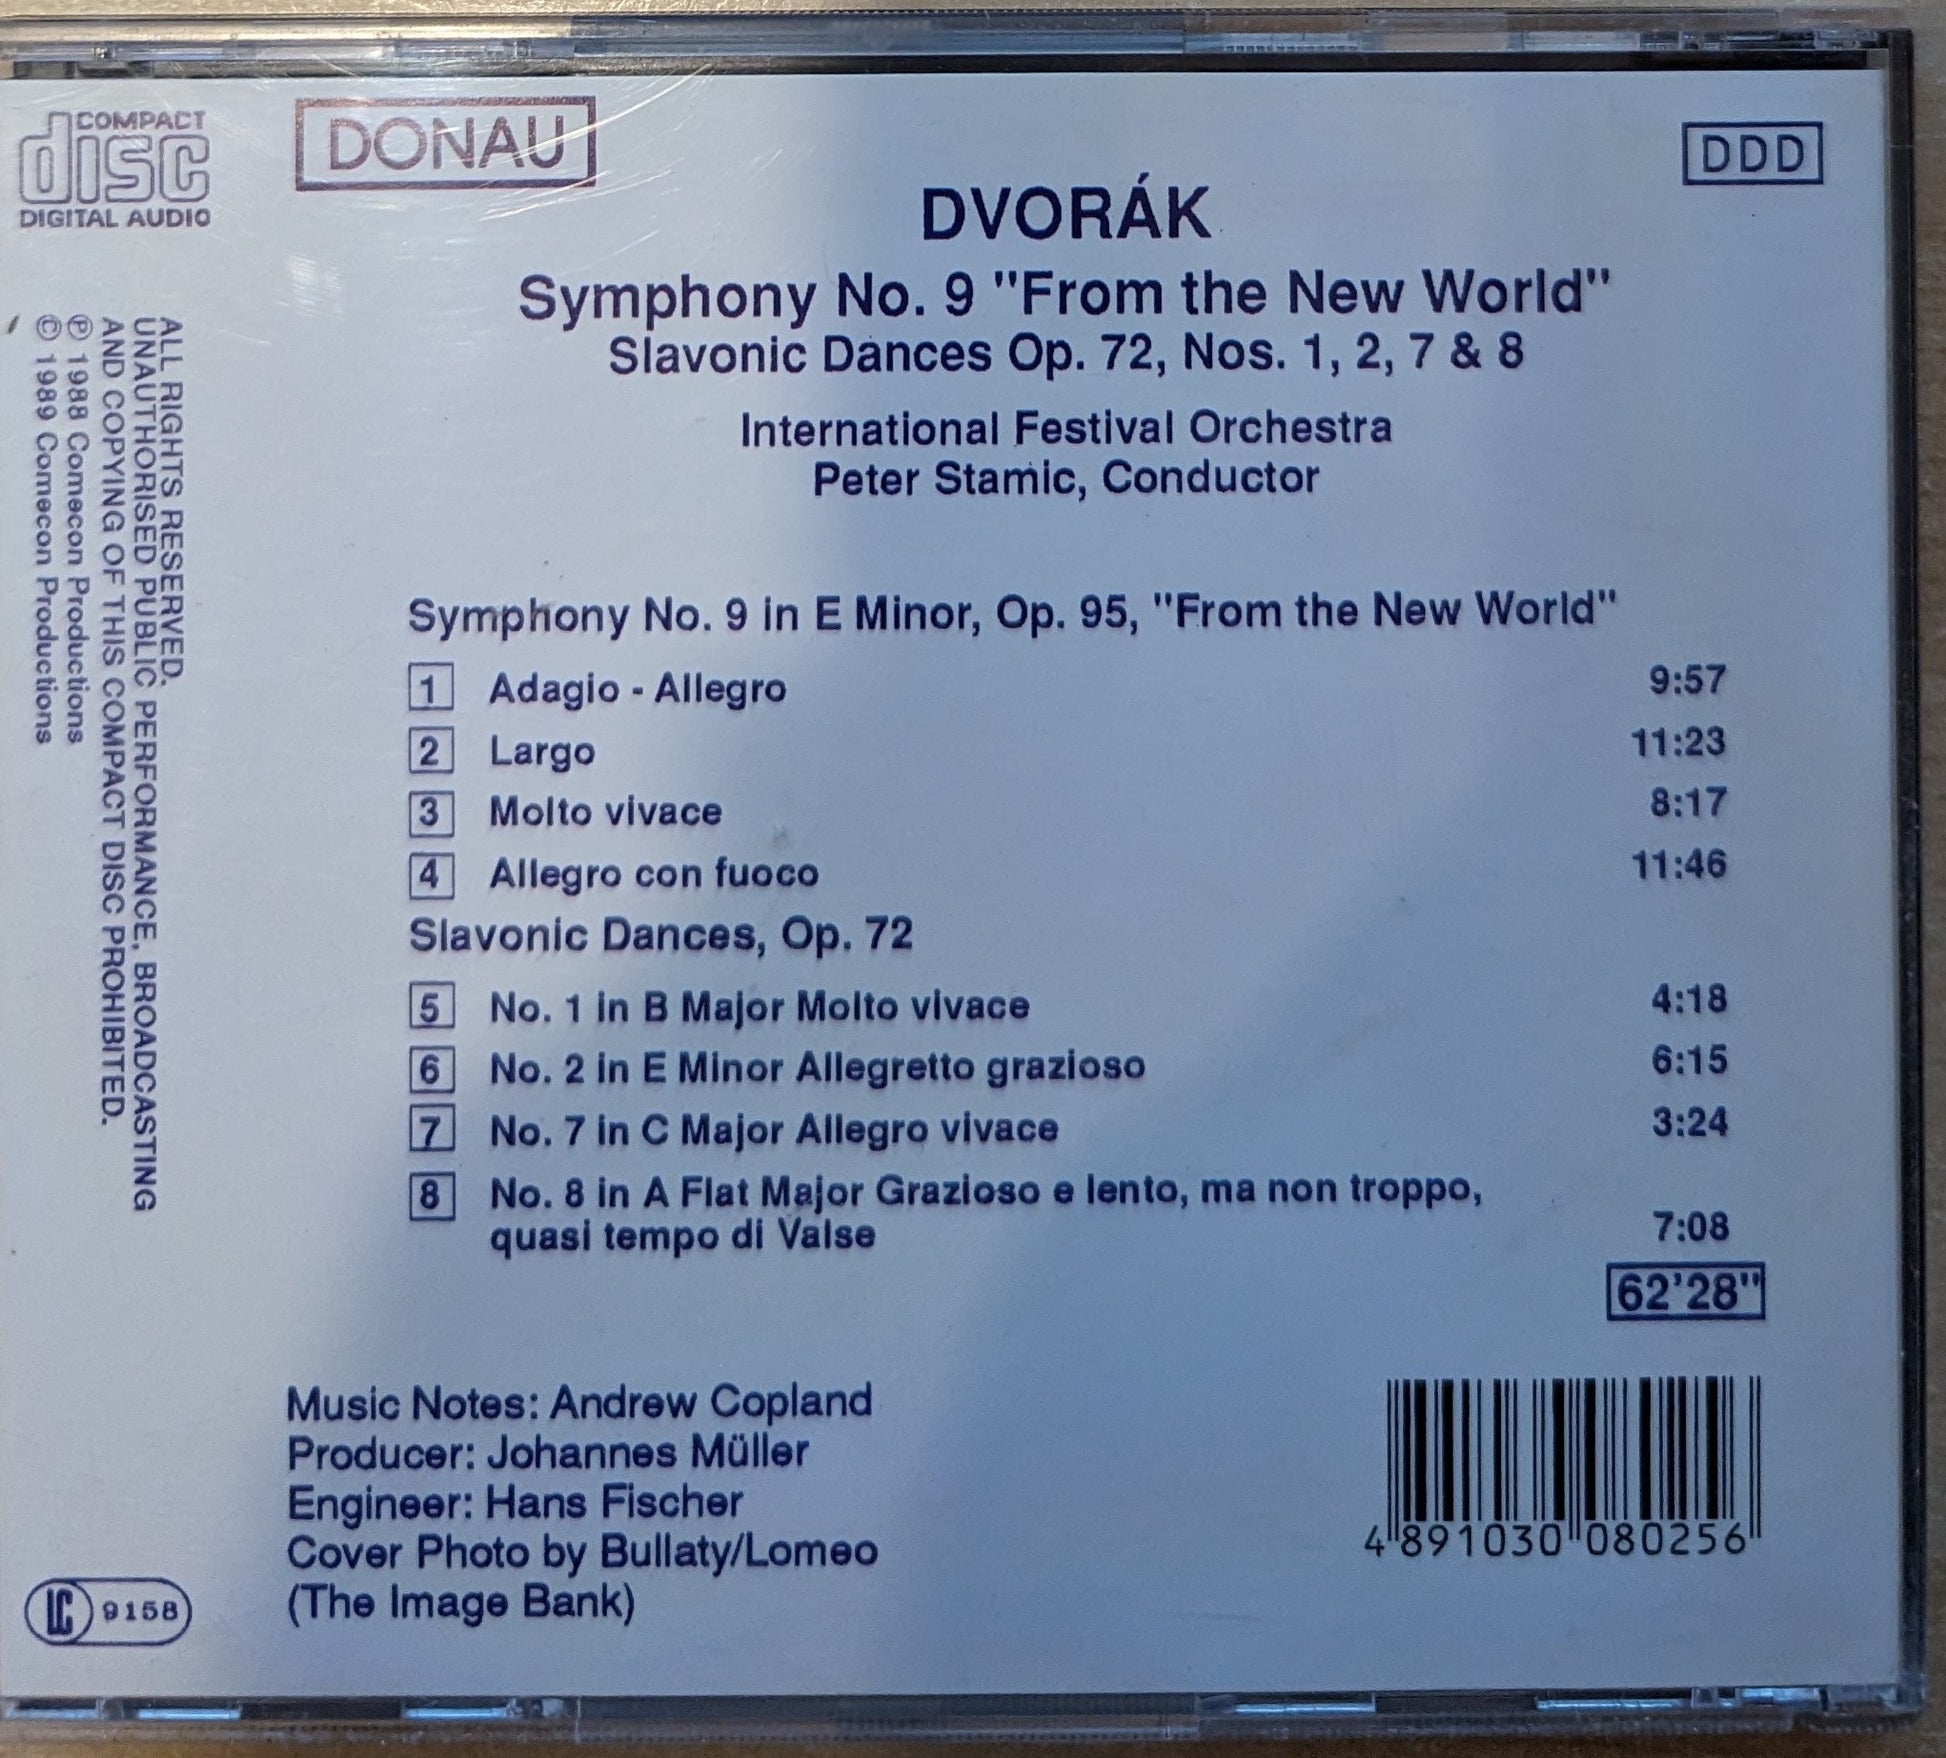 COMPACT
disc
DIGITAL AUDIO
DONAU
DDD
DVORÁK
Symphony No. 9 "From the New World"
Slavonic Dances Op. 72, Nos. 1, 2, 7 & 8
International Festival Orchestra
Peter Stamic, Conductor
ALL RIGHTS RESERVED.
UNAUTHORISED PUBLIC PERFORMANCE, BROADCASTING
AND COPYING OF THIS COMPACT DISC PROHIBITED.
℗ 1988 Comecon Productions
© 1989 Comecon Productions
Symphony No. 9 in E Minor, Op. 95, "From the New World"
1 Adagio - Allegro 9:57
2 Largo 11:23
3 Molto vivace 8:17
4 Allegro con fuoco 11:46
Slavonic Dances, Op. 72
5 No. 1 in B Major Molto vivace 4:18
6 No. 2 in E Minor Allegretto grazioso 6:15
7 No. 7 in C Major Allegro vivace 3:24
8 No. 8 in A Flat Major Grazioso e lento, ma non troppo,
quasi tempo di Valse 7:08
62'28"
Music Notes: Andrew Copland
Producer: Johannes Müller
Engineer: Hans Fischer
Cover Photo by Bullaty/Lomeo
(The Image Bank)
4 891030 080256
LC 9158